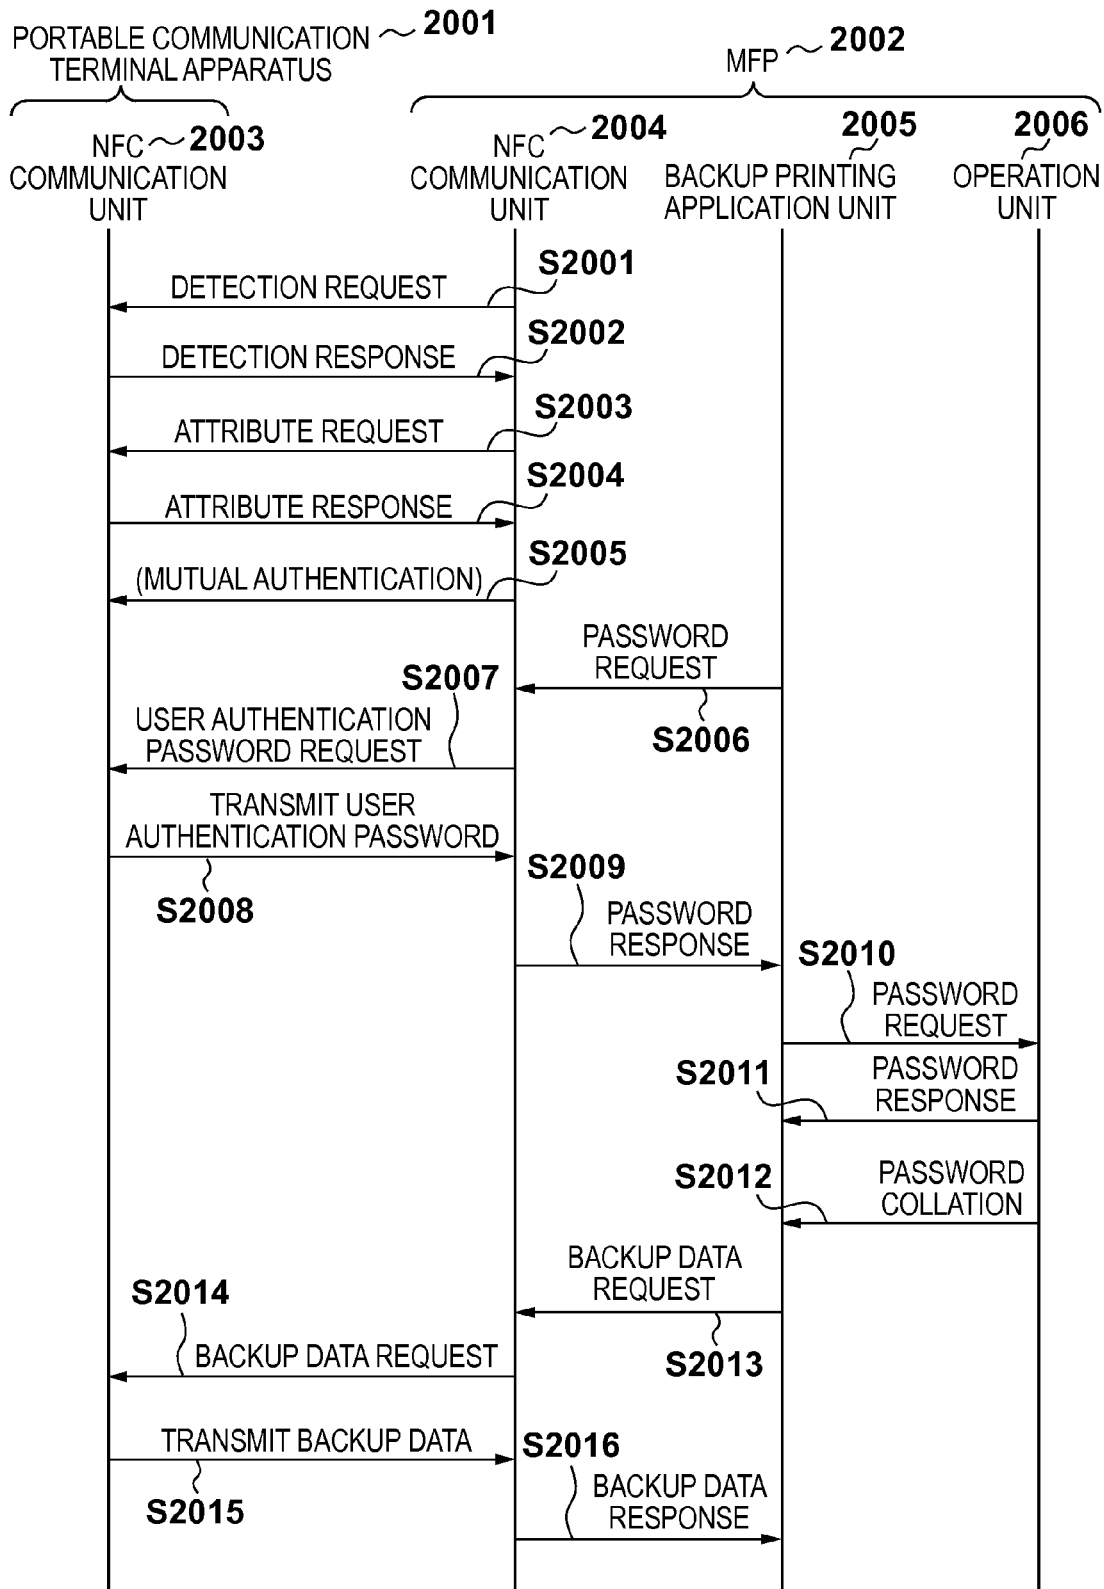 PORTABLE COMMUNICATION 2001
TERMINAL APPARATUS
MFP 2002
NFC 2003
COMMUNICATION
UNIT
NFC 2004
COMMUNICATION
UNIT
2005
BACKUP PRINTING
APPLICATION UNIT
2006
OPERATION
UNIT
S2001
DETECTION REQUEST
S2002
DETECTION RESPONSE
S2003
ATTRIBUTE REQUEST
S2004
ATTRIBUTE RESPONSE
S2005
(MUTUAL AUTHENTICATION)
PASSWORD
REQUEST
S2006
S2007
USER AUTHENTICATION
PASSWORD REQUEST
TRANSMIT USER
AUTHENTICATION PASSWORD
S2008
S2009
PASSWORD
RESPONSE
S2010
PASSWORD
REQUEST
S2011
PASSWORD
RESPONSE
S2012
PASSWORD
COLLATION
BACKUP DATA
REQUEST
S2013
S2014
BACKUP DATA REQUEST
TRANSMIT BACKUP DATA
S2015
S2016
BACKUP DATA
RESPONSE